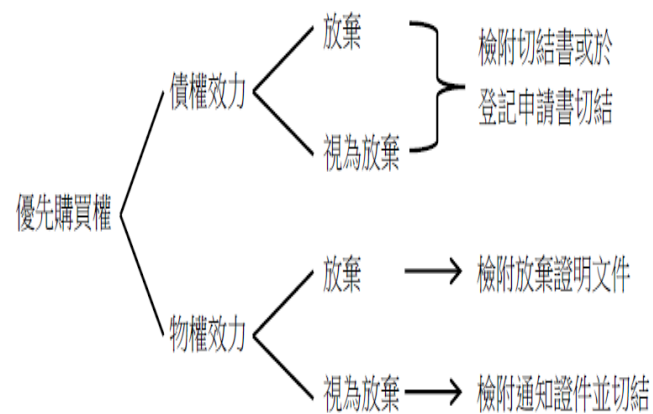 優先購買權
債權效力
放棄
視為放棄
檢附切結書或於
登記申請書切結
物權效力
放棄
檢附放棄證明文件
視為放棄
檢附通知證件並切結